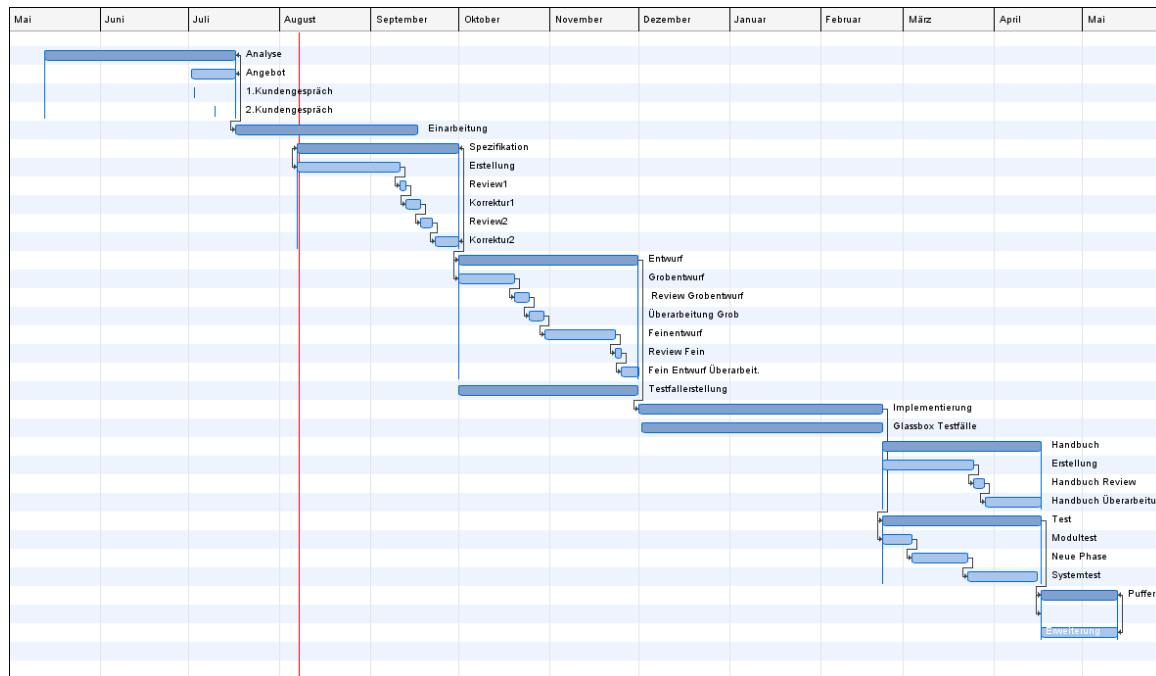 Mai Juni Juli August September Oktober November Dezember Januar Februar März April Mai
Analyse
Angebot
1.Kundengespräch
2.Kundengespräch
Einarbeitung
Spezifikation
Erstellung
Review1
Korrektur1
Review2
Korrektur2
Entwurf
Grobentwurf
Review Grobentwurf
Überarbeitung Grob
Feinentwurf
Review Fein
Fein Entwurf Überarbeit.
Testfallerstellung
Implementierung
Glassbox Testfälle
Handbuch
Erstellung
Handbuch Review
Handbuch Überarbeitu
Test
Modultest
Neue Phase
Systemtest
Puffer
Erweiterung